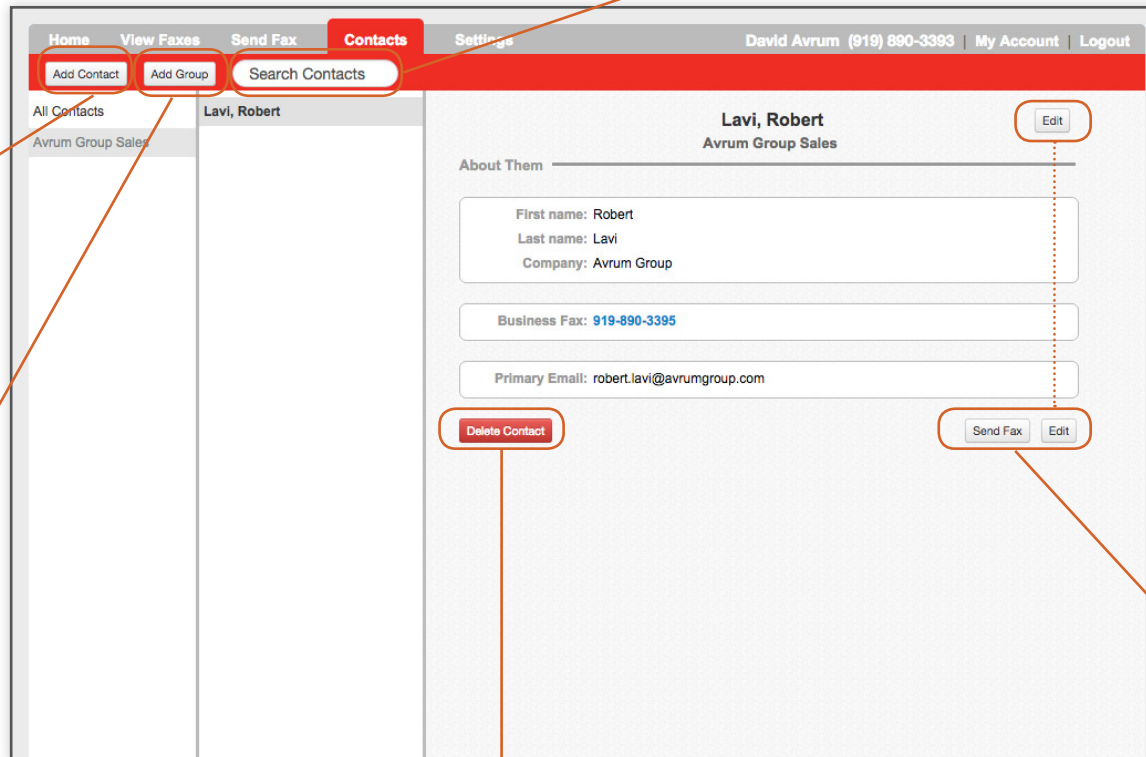 Home View Faxes Send Fax Contacts Settings David Avrum (919) 890-3393 | My Account | Logout
Add Contact Add Group Search Contacts
All Contacts Lavi, Robert Lavi, Robert Edit
Avrum Group Sales Avrum Group Sales
About Them
First name: Robert
Last name: Lavi
Company: Avrum Group
Business Fax: 919-890-3395
Primary Email: robert.lavi@avrumgroup.com
Delete Contact Send Fax Edit